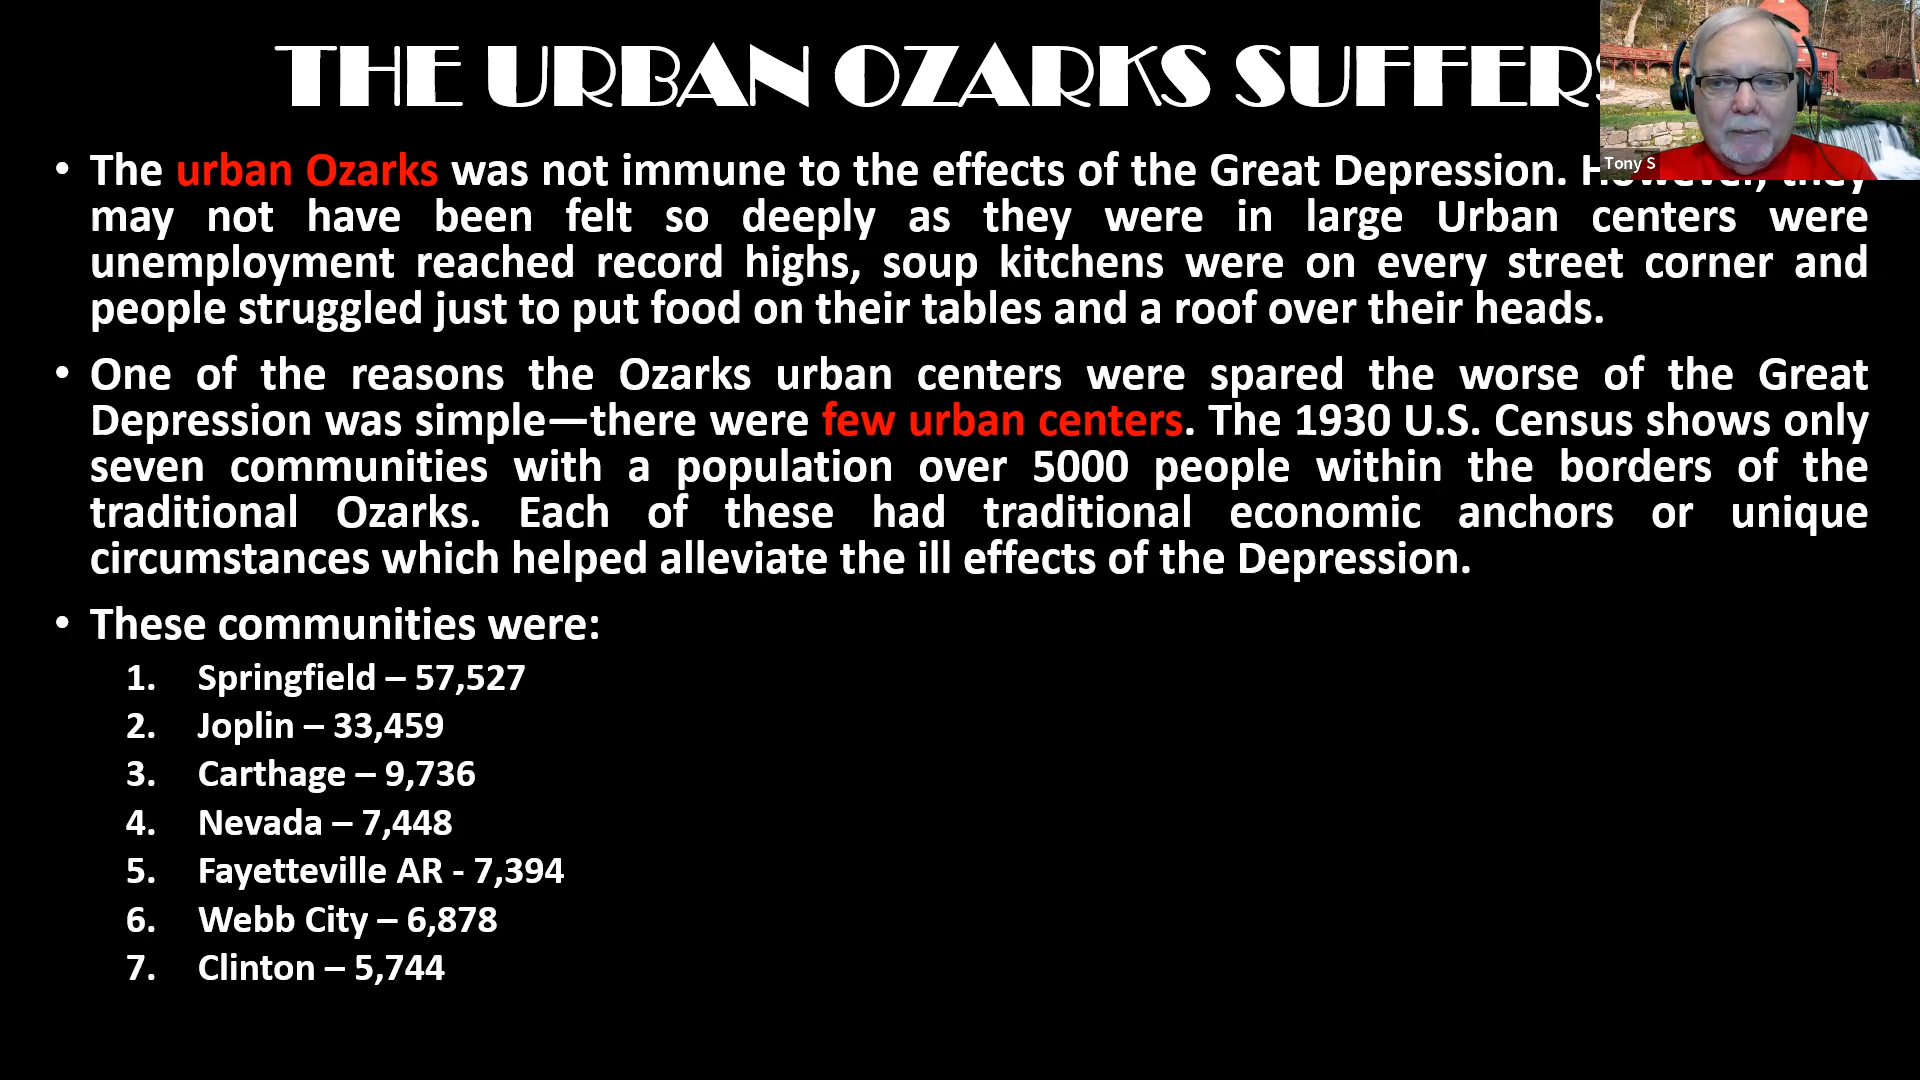 THE URBAN OZARKS SUFFERS
Tony S
• The urban Ozarks was not immune to the effects of the Great Depression. However, they
may not have been felt so deeply as they were in large Urban centers were
unemployment reached record highs, soup kitchens were on every street corner and
people struggled just to put food on their tables and a roof over their heads.
• One of the reasons the Ozarks urban centers were spared the worse of the Great
Depression was simple—there were few urban centers. The 1930 U.S. Census shows only
seven communities with a population over 5000 people within the borders of the
traditional Ozarks. Each of these had traditional economic anchors or unique
circumstances which helped alleviate the ill effects of the Depression.
• These communities were:
1. Springfield – 57,527
2. Joplin – 33,459
3. Carthage – 9,736
4. Nevada – 7,448
5. Fayetteville AR - 7,394
6. Webb City – 6,878
7. Clinton – 5,744